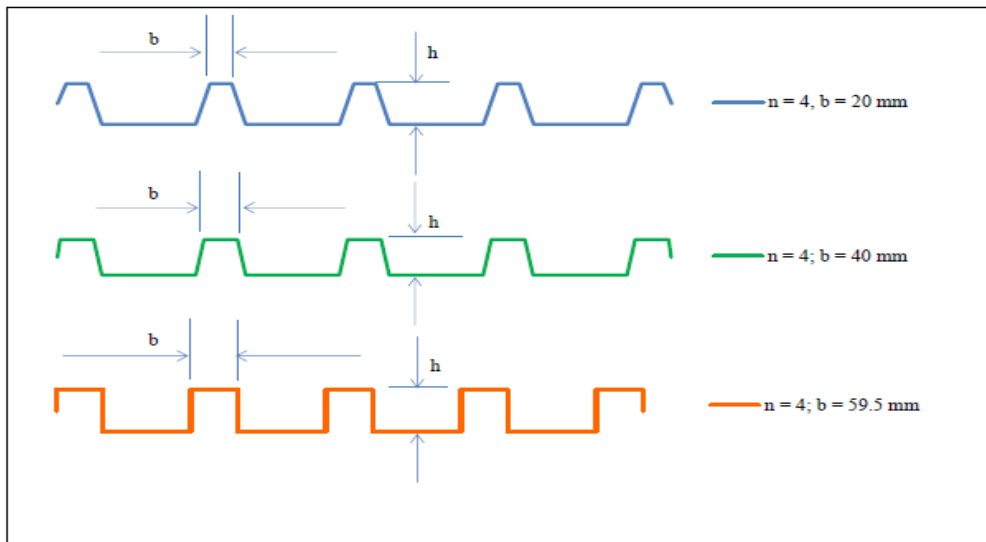 b
h
n = 4, b = 20 mm
b
h
n = 4; b = 40 mm
b
h
n = 4; b = 59.5 mm